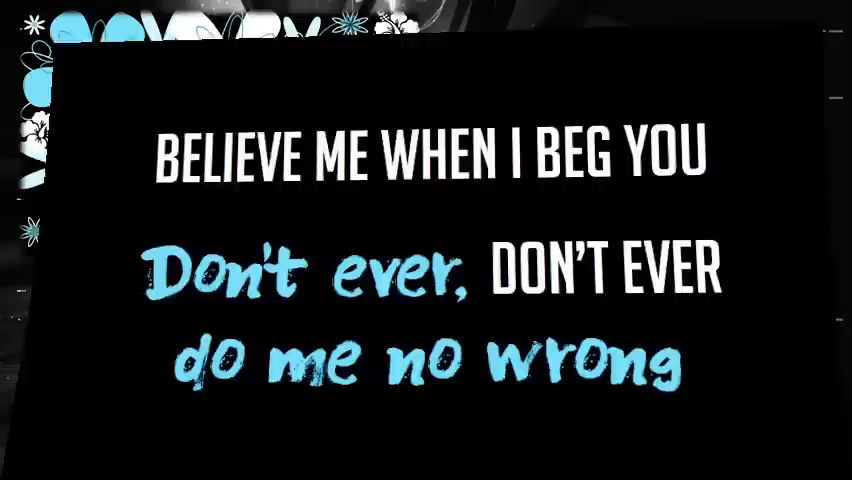 BELIEVE ME WHEN I BEG YOU
Don't ever, DON'T EVER
do me no wrong